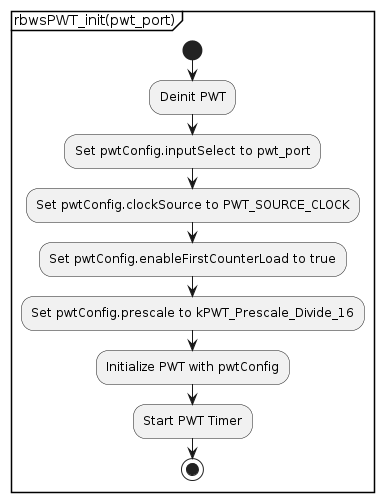 rbwsPWT_init(pwt_port)
Deinit PWT
Set pwtConfig.inputSelect to pwt_port
Set pwtConfig.clockSource to PWT_SOURCE_CLOCK
Set pwtConfig.enableFirstCounterLoad to true
Set pwtConfig.prescale to kPWT_Prescale_Divide_16
Initialize PWT with pwtConfig
Start PWT Timer